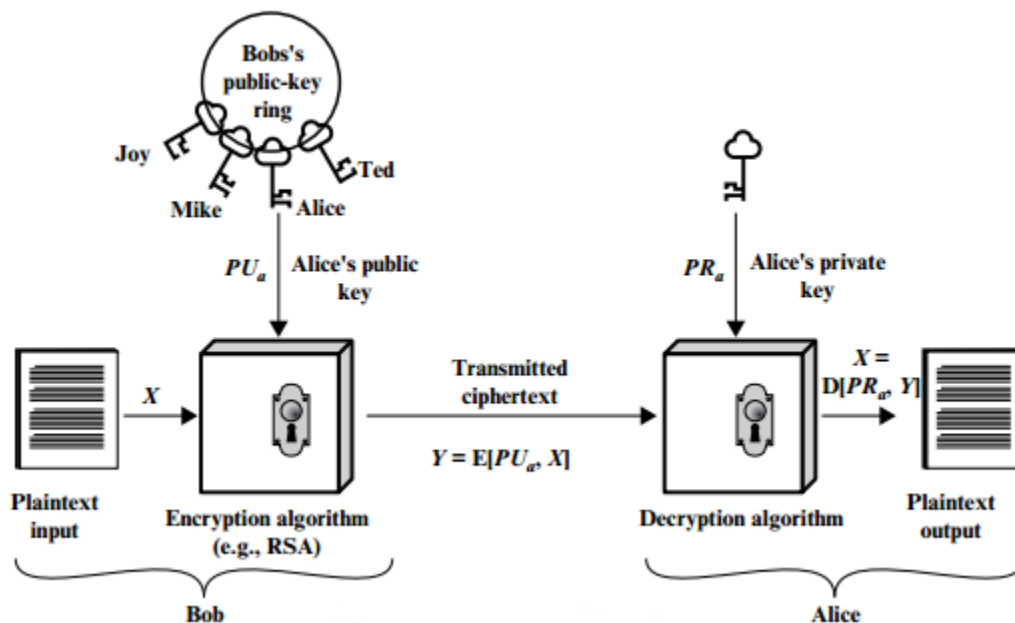 Bobs's
public-key
ring
Joy
Ted
Mike
Alice
PUa
Alice's public
key
PRa
Alice's private
key
X
Transmitted
ciphertext
X =
D[PRa, Y]
Y = E[PUa, X]
Plaintext
input
Encryption algorithm
(e.g., RSA)
Decryption algorithm
Plaintext
output
Bob
Alice